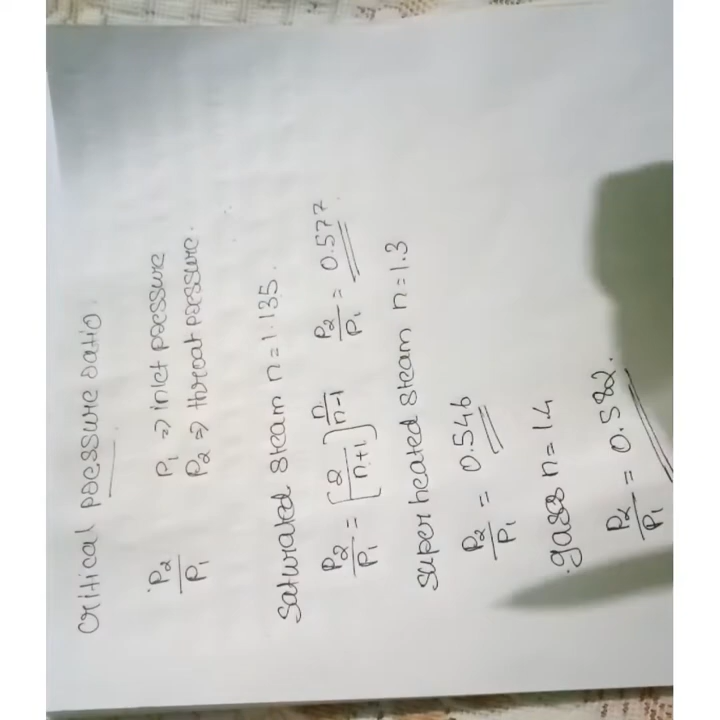 critical pressure ratio.
P2/P1 P1 => inlet pressure
P2 => throat pressure.
Saturated steam n = 1.135.
P2/P1 = [2/n+1]^n/n-1 P2/P1 = 0.577.
Super heated steam n = 1.3
P2/P1 = 0.546
gass n = 1.4
P2/P1 = 0.582.